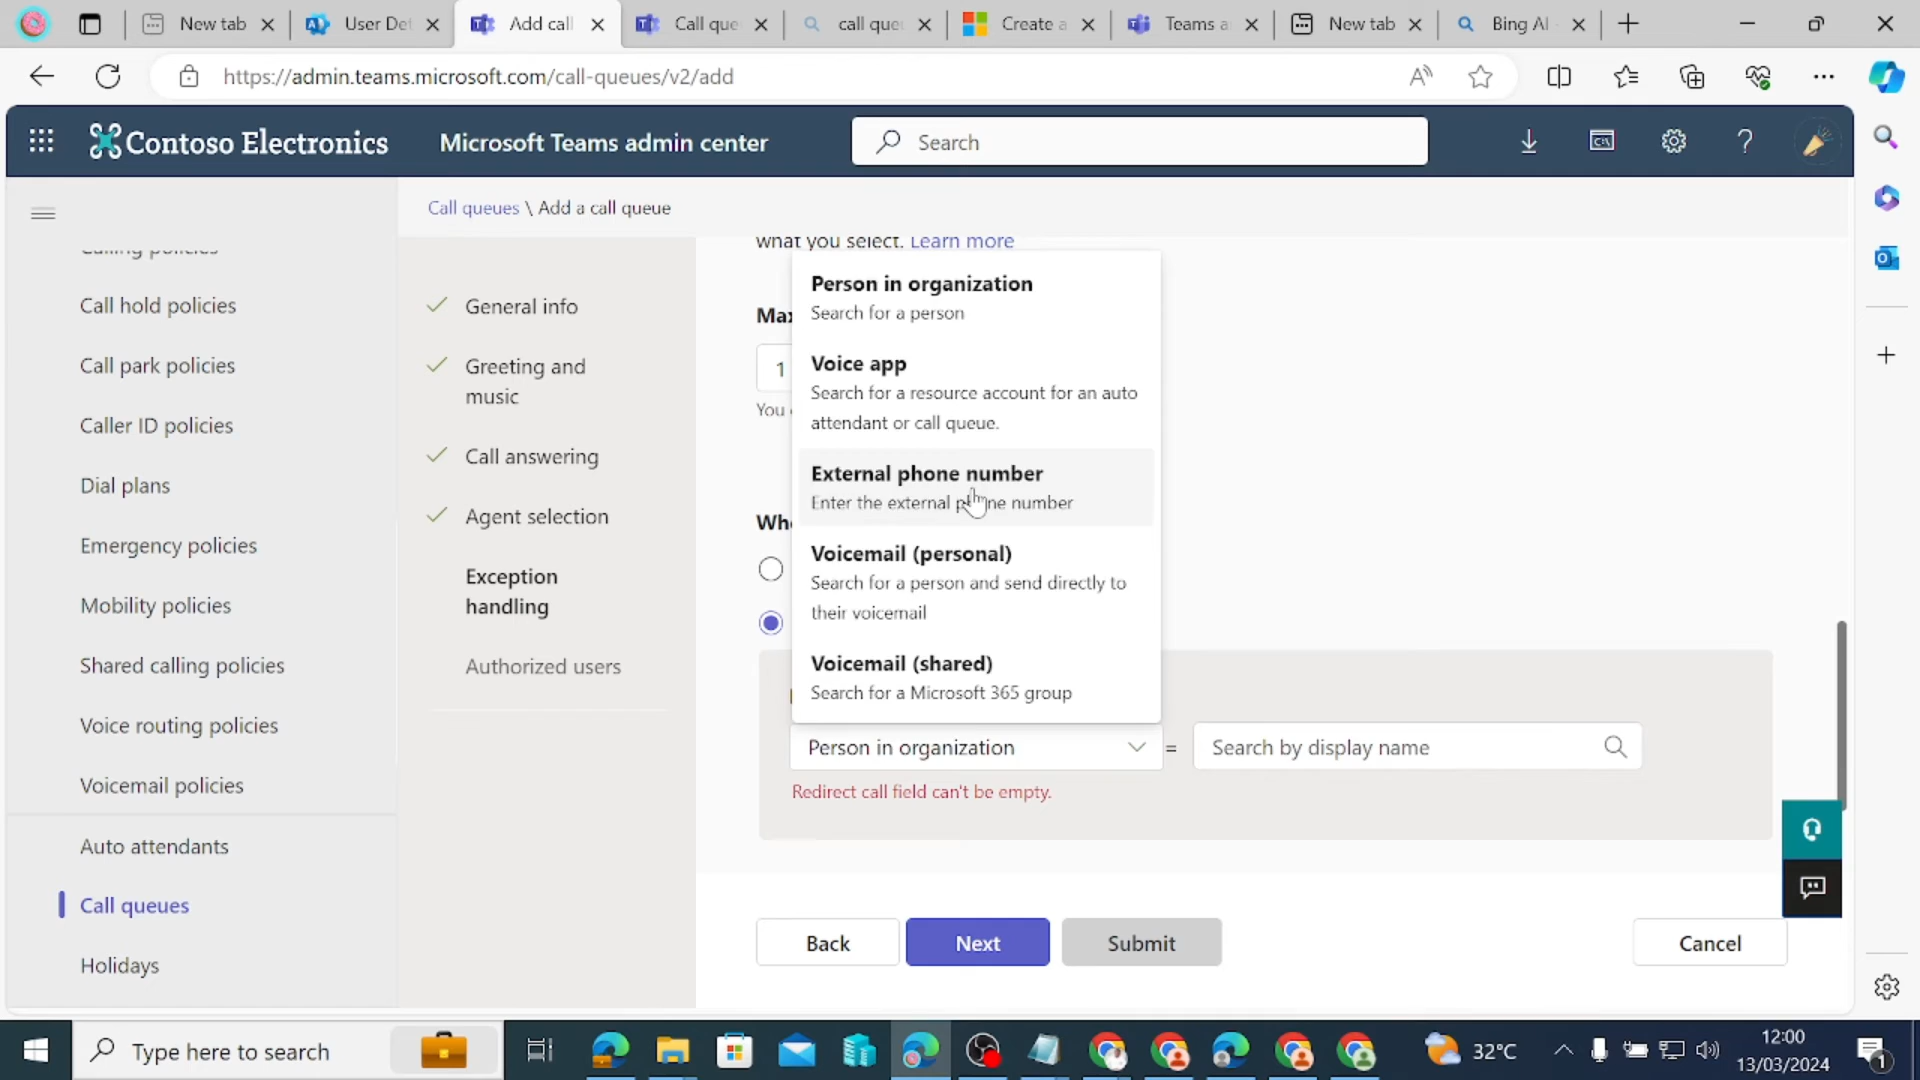 New tab
User Det
Add call
Call que
call que
Create a
Teams a
New tab
Bing AI
https://admin.teams.microsoft.com/call-queues/v2/add
Contoso Electronics
Microsoft Teams admin center
Search
Call queues \ Add a call queue
Calling policies
Call hold policies
Call park policies
Caller ID policies
Dial plans
Emergency policies
Mobility policies
Shared calling policies
Voice routing policies
Voicemail policies
Auto attendants
Call queues
Holidays
General info
Greeting and
music
Call answering
Agent selection
Exception
handling
Authorized users
what you select. Learn more
Max
1
You
Whe
Person in organization
Search for a person
Voice app
Search for a resource account for an auto
attendant or call queue.
External phone number
Enter the external phone number
Voicemail (personal)
Search for a person and send directly to
their voicemail
Voicemail (shared)
Search for a Microsoft 365 group
Person in organization
=
Search by display name
Redirect call field can't be empty.
Back
Next
Submit
Cancel
Type here to search
32°C
12:00
13/03/2024
1